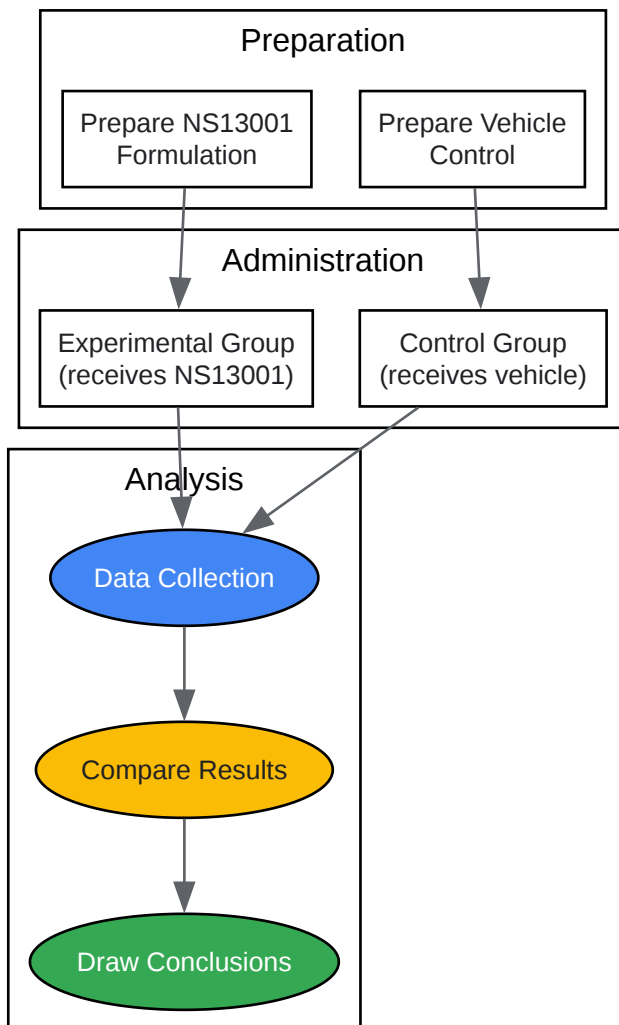 Preparation
Prepare NS13001
Formulation
Prepare Vehicle
Control
Administration
Experimental Group
(receives NS13001)
Control Group
(receives vehicle)
Analysis
Data Collection
Compare Results
Draw Conclusions